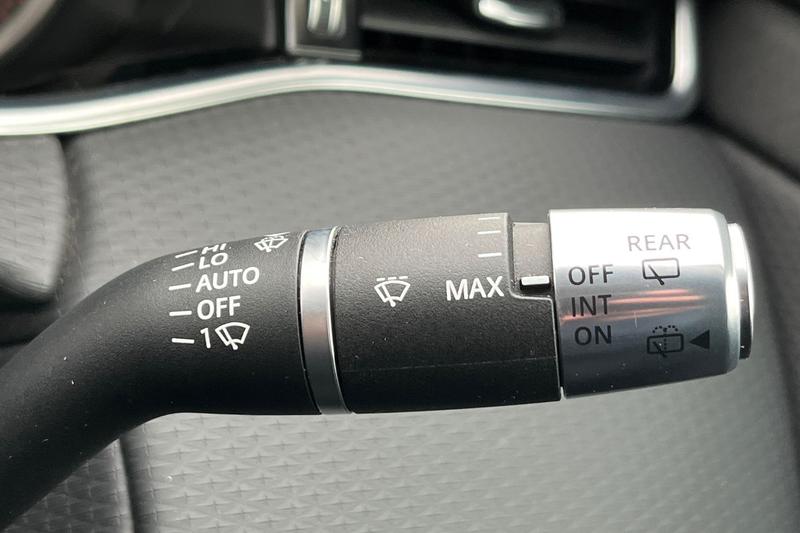 HI
LO
AUTO
OFF
1
MAX
REAR
OFF
INT
ON